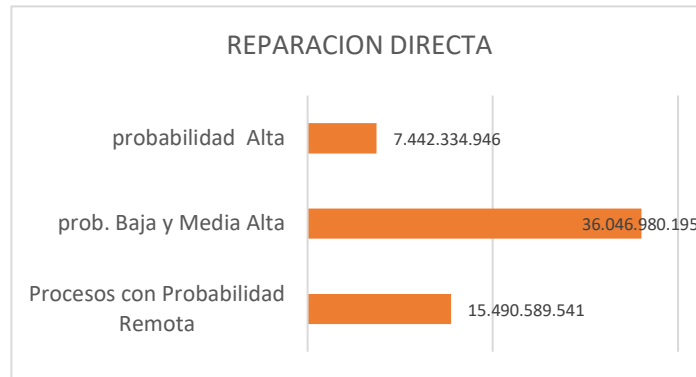 REPARACION DIRECTA
probabilidad Alta
7.442.334.946
prob. Baja y Media Alta
36.046.980.195
Procesos con Probabilidad
Remota
15.490.589.541